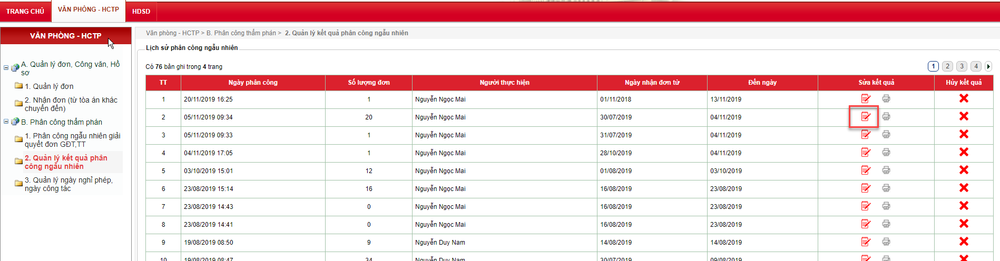 TRANG CHỦ VĂN PHÒNG - HCTP HDSD
VĂN PHÒNG - HCTP
A. Quản lý đơn, Công văn, Hồ
sơ
1. Quản lý đơn
2. Nhận đơn (từ tòa án khác
chuyển đến)
B. Phân công thẩm phán
1. Phân công ngẫu nhiên giải
quyết đơn GĐT,TT
2. Quản lý kết quả phân
công ngẫu nhiên
3. Quản lý ngày nghỉ phép,
ngày công tác
Văn phòng - HCTP > B. Phân công thẩm phán > 2. Quản lý kết quả phân công ngẫu nhiên
Lịch sử phân công ngẫu nhiên
Có 76 bản ghi trong 4 trang 1 2 3 4
TT Ngày phân công Số lượng đơn Người thực hiện Ngày nhận đơn từ Đến ngày Sửa kết quả Hủy kết quả
1 20/11/2019 16:25 1 Nguyễn Ngọc Mai 01/11/2018 13/11/2019
2 05/11/2019 09:34 20 Nguyễn Ngọc Mai 30/07/2019 04/11/2019
3 05/11/2019 09:33 1 Nguyễn Ngọc Mai 31/07/2019 04/11/2019
4 04/11/2019 17:05 1 Nguyễn Ngọc Mai 28/10/2019 04/11/2019
5 03/10/2019 15:01 12 Nguyễn Ngọc Mai 01/08/2019 03/10/2019
6 23/08/2019 15:14 16 Nguyễn Ngọc Mai 16/08/2019 23/08/2019
7 23/08/2019 14:43 0 Nguyễn Ngọc Mai 16/08/2019 23/08/2019
8 23/08/2019 14:41 0 Nguyễn Ngọc Mai 16/08/2019 23/08/2019
9 19/08/2019 08:50 9 Nguyễn Duy Nam 14/08/2019 14/08/2019
10 19/08/2019 08:47 34 Nguyễn Duy Nam 30/07/2019 09/08/2019